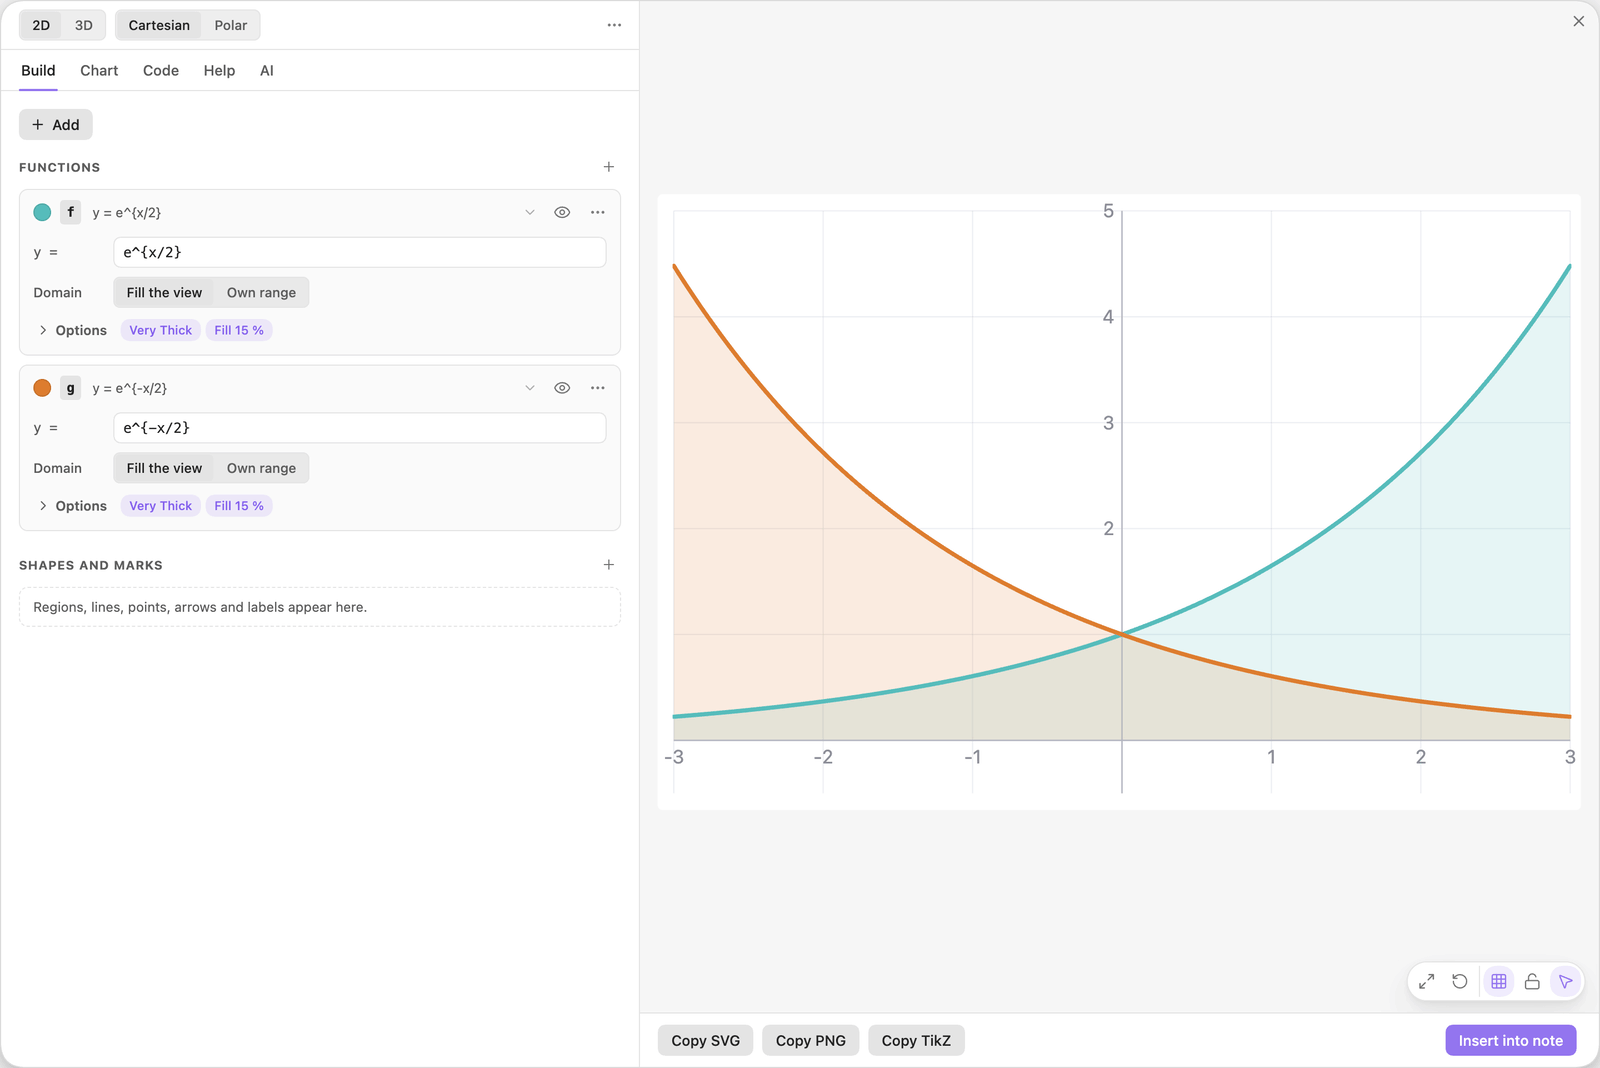 2D 3D Cartesian Polar
Build Chart Code Help AI
+ Add
FUNCTIONS
f y = e^{x/2}
y = e^{x/2}
Domain Fill the view Own range
Options Very Thick Fill 15 %
g y = e^{-x/2}
y = e^{-x/2}
Domain Fill the view Own range
Options Very Thick Fill 15 %
SHAPES AND MARKS
Regions, lines, points, arrows and labels appear here.
5
4
3
2
-3 -2 -1 1 2 3
Copy SVG Copy PNG Copy TikZ Insert into note